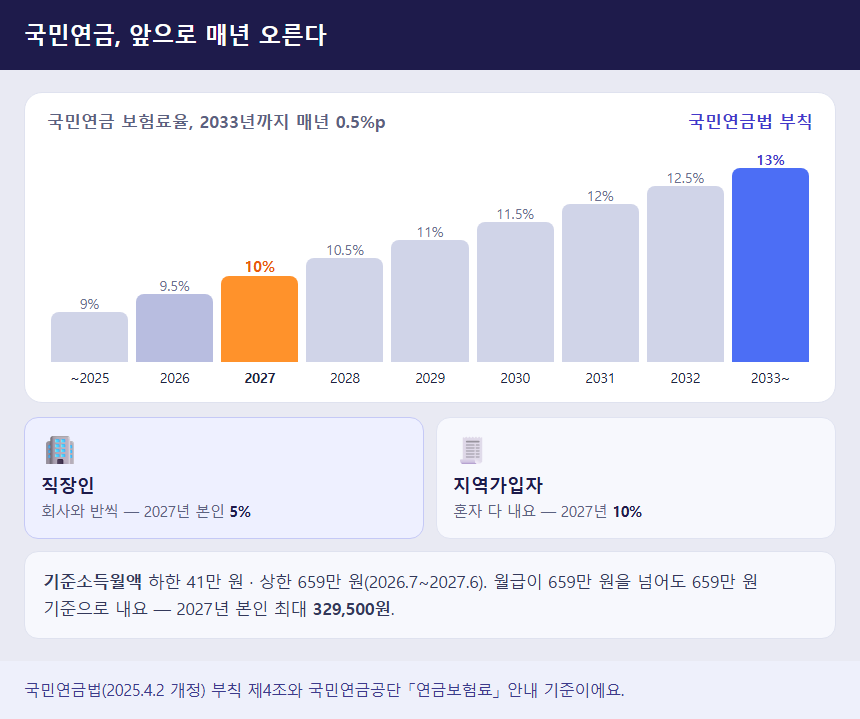 국민연금, 앞으로 매년 오른다
국민연금 보험료율, 2033년까지 매년 0.5%p
국민연금법 부칙
9%
9.5%
10%
10.5%
11%
11.5%
12%
12.5%
13%
~2025
2026
2027
2028
2029
2030
2031
2032
2033~
직장인
회사와 반씩 — 2027년 본인 5%
지역가입자
혼자 다 내요 — 2027년 10%
기준소득월액 하한 41만 원 · 상한 659만 원(2026.7~2027.6). 월급이 659만 원을 넘어도 659만 원
기준으로 내요 — 2027년 본인 최대 329,500원.
국민연금법(2025.4.2 개정) 부칙 제4조와 국민연금공단 「연금보험료」 안내 기준이에요.